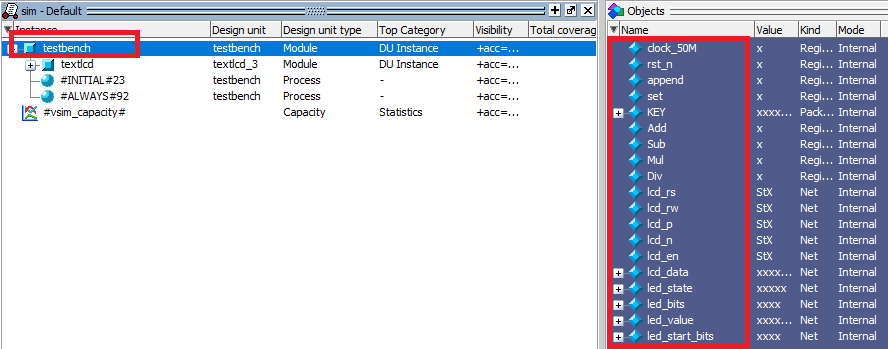 sim - Default
Instance Design unit Design unit type Top Category Visibility Total coverag
testbench testbench Module DU Instance +acc=...
textlcd textlcd_3 Module DU Instance +acc=...
#INITIAL#23 testbench Process - +acc=...
#ALWAYS#92 testbench Process - +acc=...
#vsim_capacity# Capacity Statistics +acc=...
Objects
Name Value Kind Mode
clock_50M x Regi... Internal
rst_n x Regi... Internal
append x Regi... Internal
set x Regi... Internal
KEY xxxx... Pack... Internal
Add x Regi... Internal
Sub x Regi... Internal
Mul x Regi... Internal
Div x Regi... Internal
lcd_rs StX Net Internal
lcd_rw StX Net Internal
lcd_p StX Net Internal
lcd_n StX Net Internal
lcd_en StX Net Internal
lcd_data xxxx... Net Internal
led_state xxxxx Net Internal
led_bits xxxx Net Internal
led_value xxxx... Net Internal
led_start_bits xxxx Net Internal